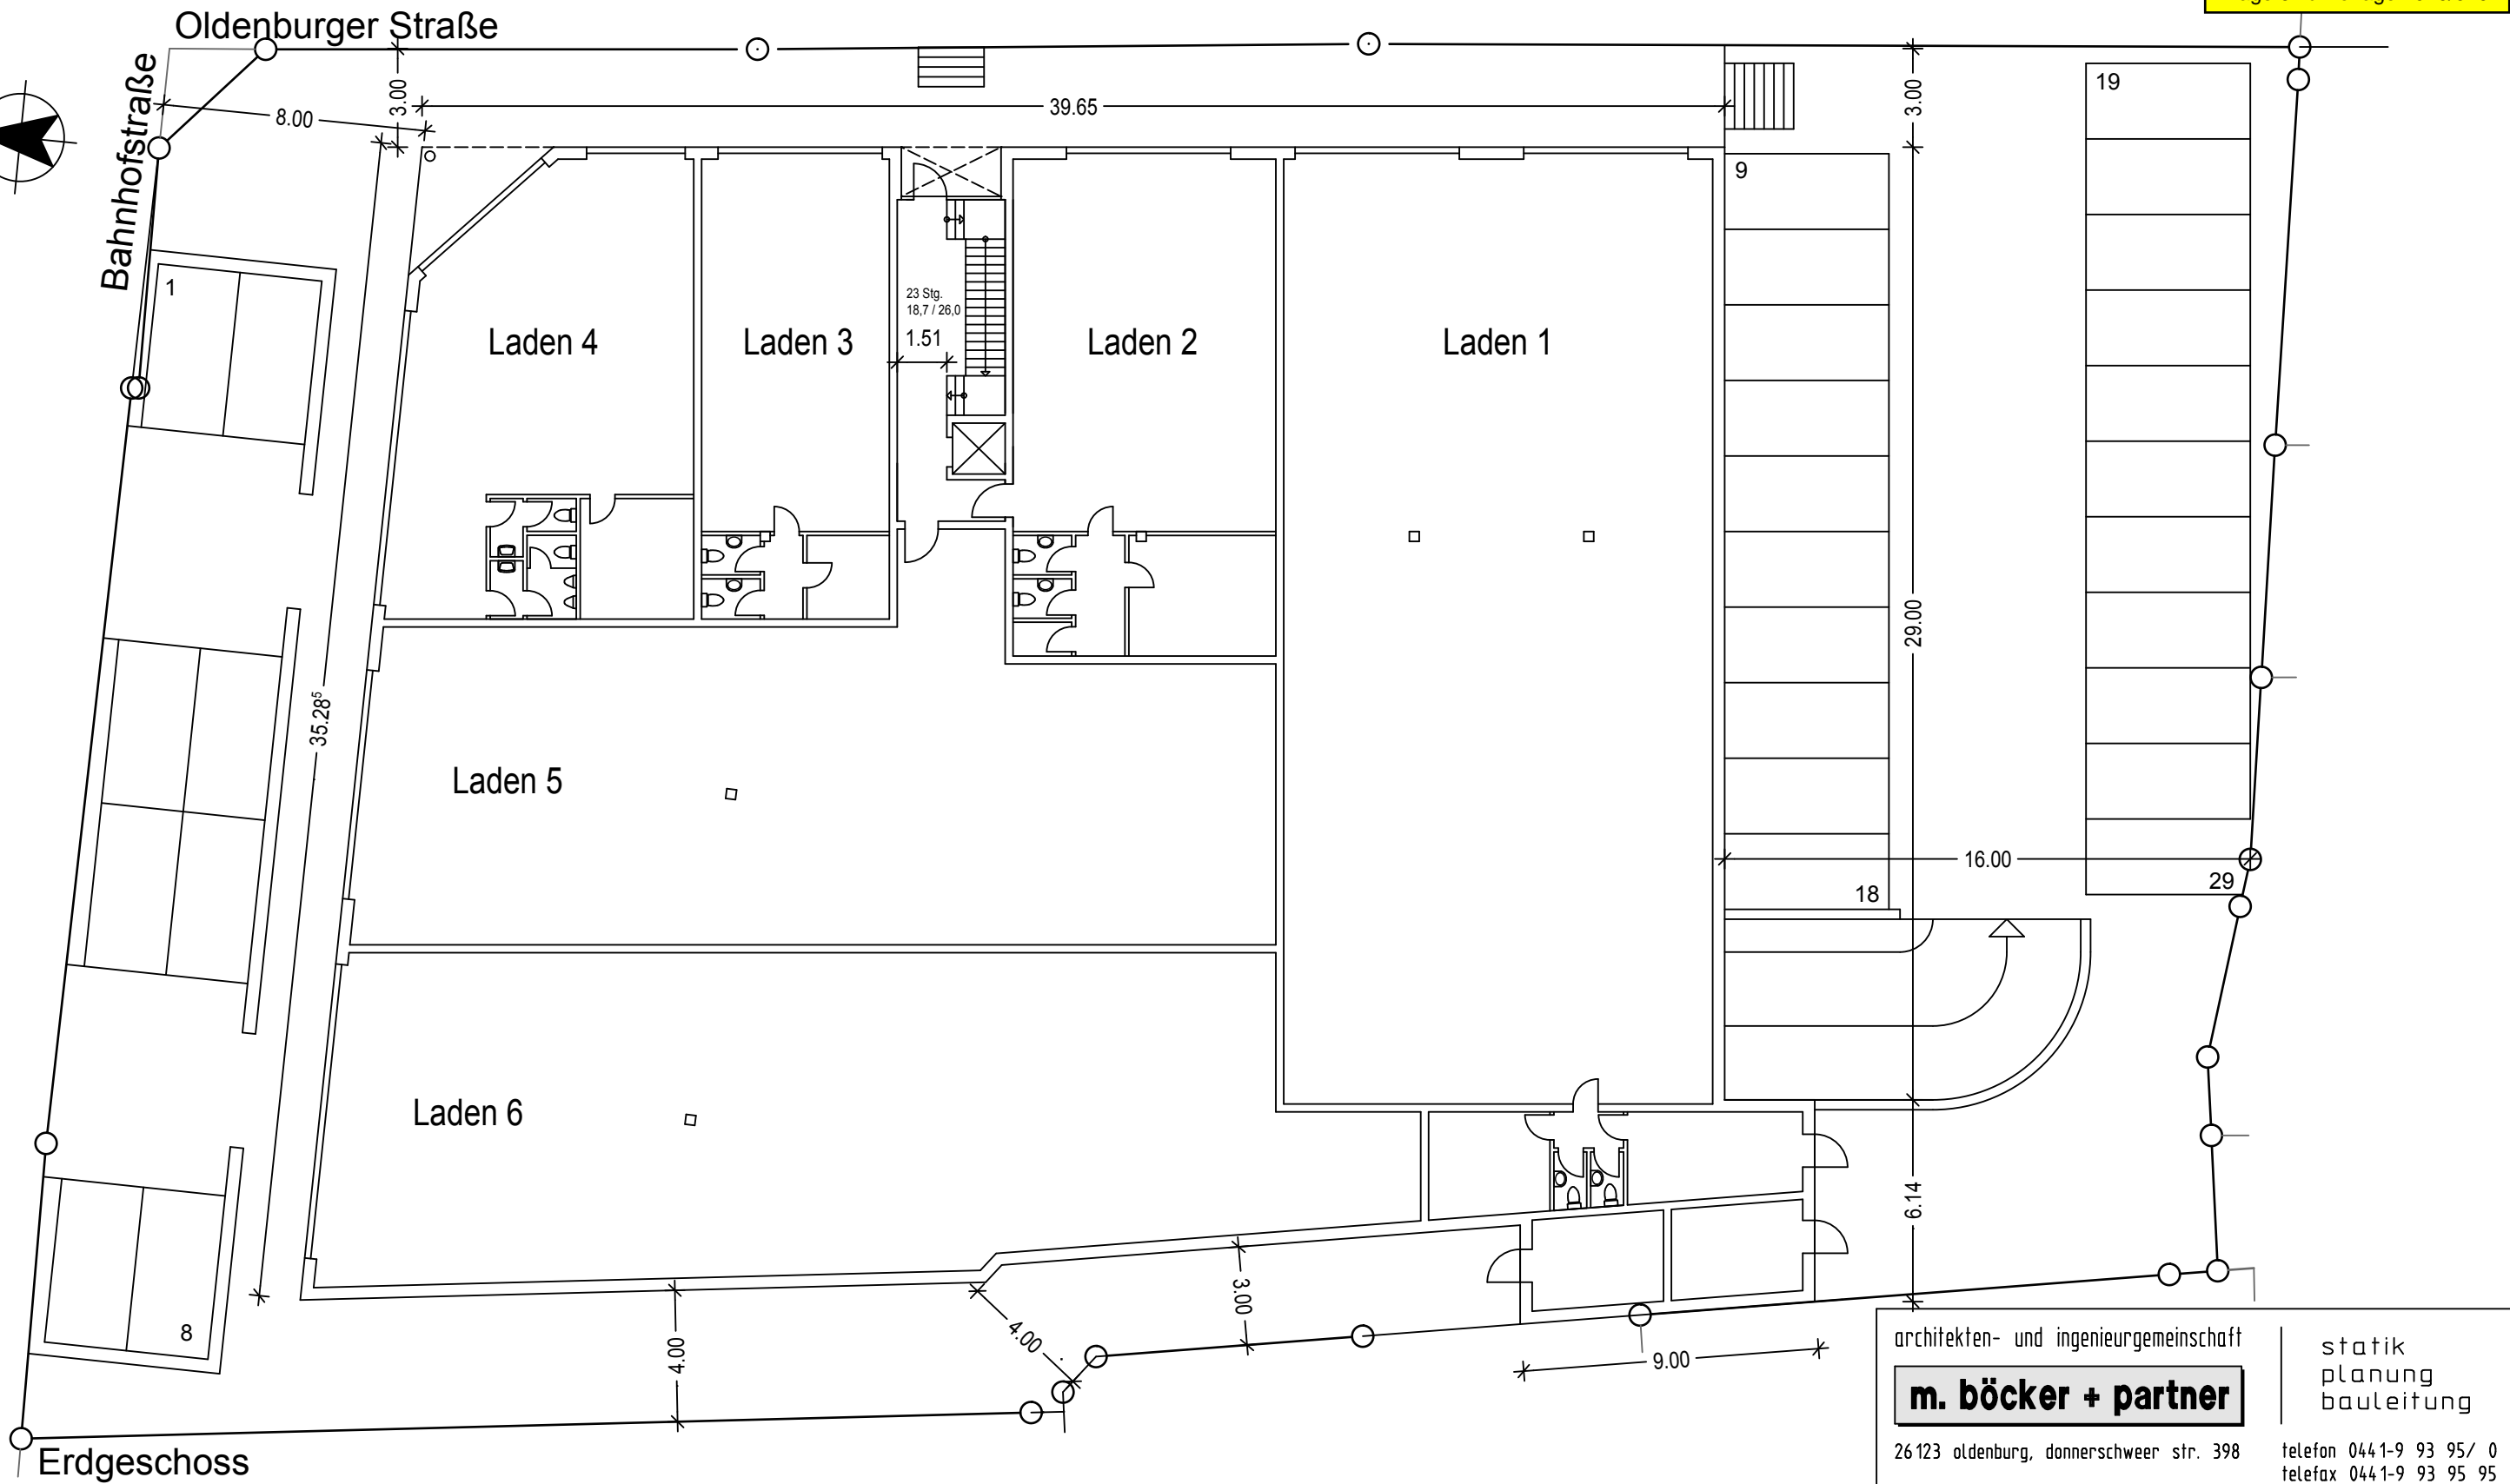 Oldenburger Straße
Bahnhofstraße
8.00
3.00
39.65
3.00
19
9
1
23 Stg.
18,7 / 26,0
1.51
Laden 4
Laden 3
Laden 2
Laden 1
35.28⁵
29.00
Laden 5
16.00
18
29
Laden 6
6.14
8
4.00
4.00
3.00
9.00
Erdgeschoss
architekten- und ingenieurgemeinschaft
m. böcker + partner
26123 oldenburg, donnerschweer str. 398
statik
planung
bauleitung
telefon 0441-9 93 95/ 0
telefax 0441-9 93 95 95